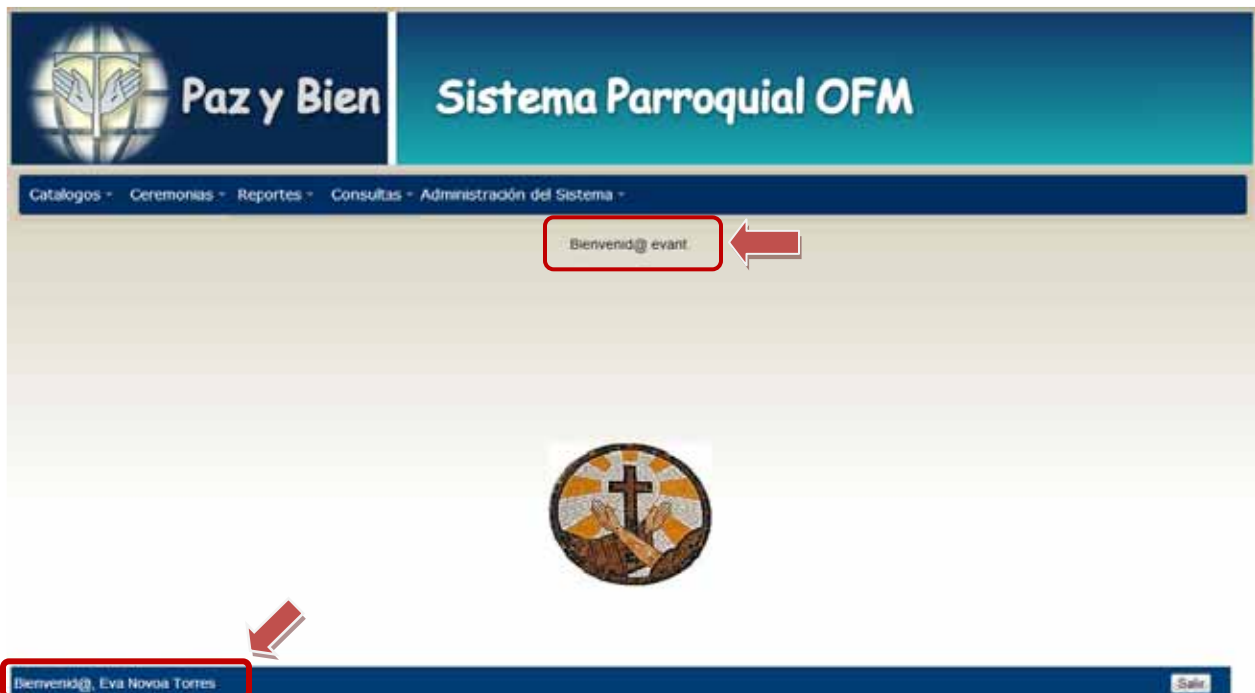 Paz y Bien
Sistema Parroquial OFM
Catalogos Ceremonias Reportes Consultas Administración del Sistema
Bienvenid@ evant.
Bienvenid@, Eva Novoa Torres
Salir